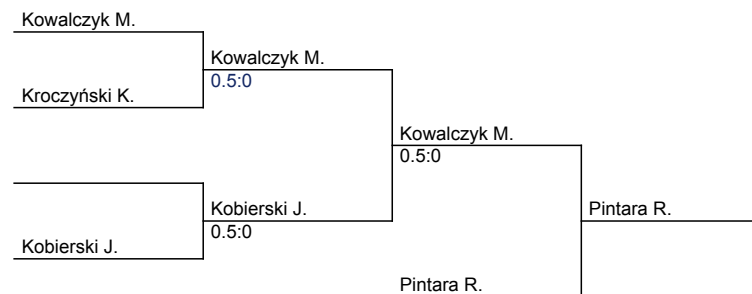 Kowalczyk M.
Kowalczyk M.
0.5:0
Kroczyński K.
Kowalczyk M.
0.5:0
Kobierski J.
Pintara R.
0.5:0
Kobierski J.
Pintara R.